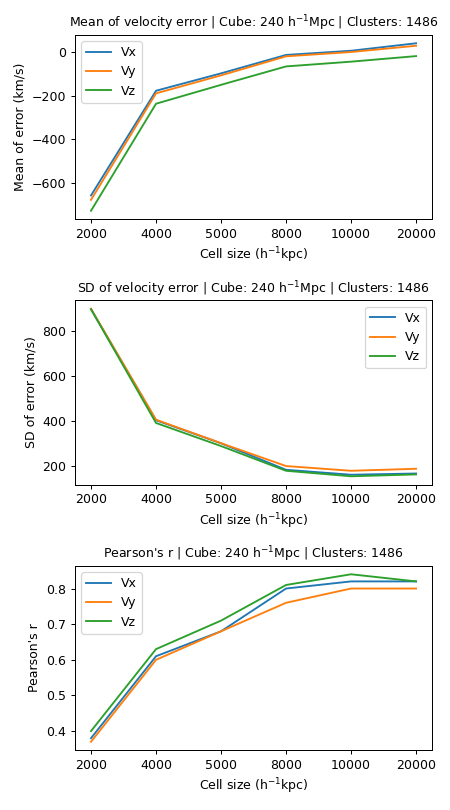 Mean of velocity error | Cube: 240 h⁻¹Mpc | Clusters: 1486
Mean of error (km/s)
0
−200
−400
−600
Vx
Vy
Vz
2000 4000 5000 8000 10000 20000
Cell size (h⁻¹kpc)
SD of velocity error | Cube: 240 h⁻¹Mpc | Clusters: 1486
SD of error (km/s)
800
600
400
200
Vx
Vy
Vz
2000 4000 5000 8000 10000 20000
Cell size (h⁻¹kpc)
Pearson's r | Cube: 240 h⁻¹Mpc | Clusters: 1486
Pearson's r
0.8
0.7
0.6
0.5
0.4
Vx
Vy
Vz
2000 4000 5000 8000 10000 20000
Cell size (h⁻¹kpc)